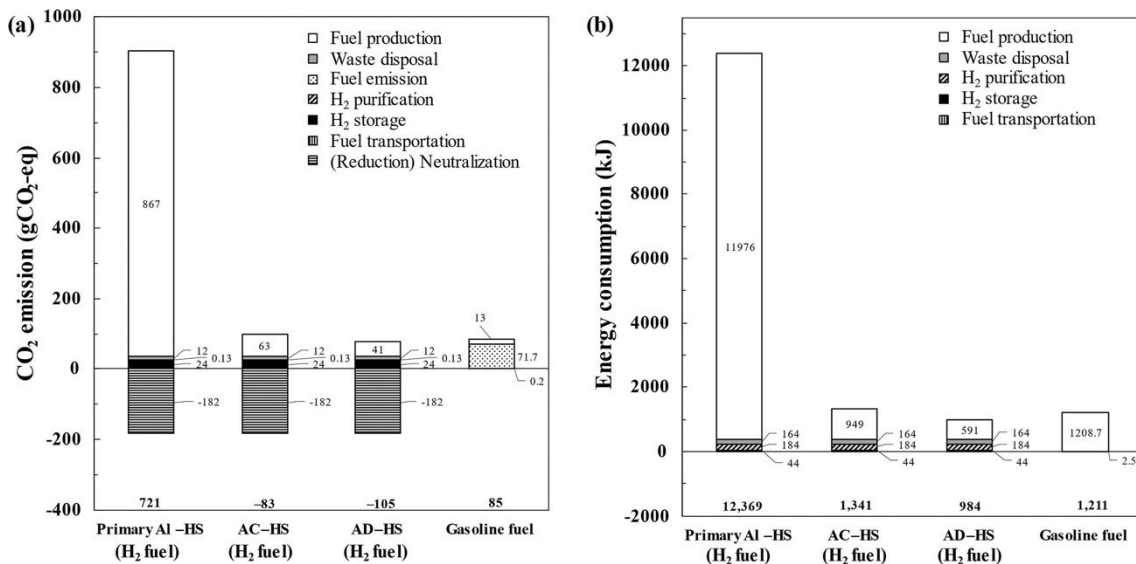 (a)
1000
800
600
400
200
0
-200
-400
CO₂ emission (gCO₂-eq)
Fuel production
Waste disposal
Fuel emission
H₂ purification
H₂ storage
Fuel transportation
(Reduction) Neutralization
867
12
0.13
24
-182
63
12
0.13
24
-182
41
12
0.13
24
-182
13
71.7
0.2
721
–83
–105
85
Primary Al –HS
(H₂ fuel)
AC–HS
(H₂ fuel)
AD–HS
(H₂ fuel)
Gasoline fuel
(b)
12000
10000
8000
6000
4000
2000
0
-2000
Energy consumption (kJ)
Fuel production
Waste disposal
H₂ purification
H₂ storage
Fuel transportation
11976
164
184
44
949
164
184
44
591
164
184
44
1208.7
2.5
12,369
1,341
984
1,211
Primary Al –HS
(H₂ fuel)
AC–HS
(H₂ fuel)
AD–HS
(H₂ fuel)
Gasoline fuel